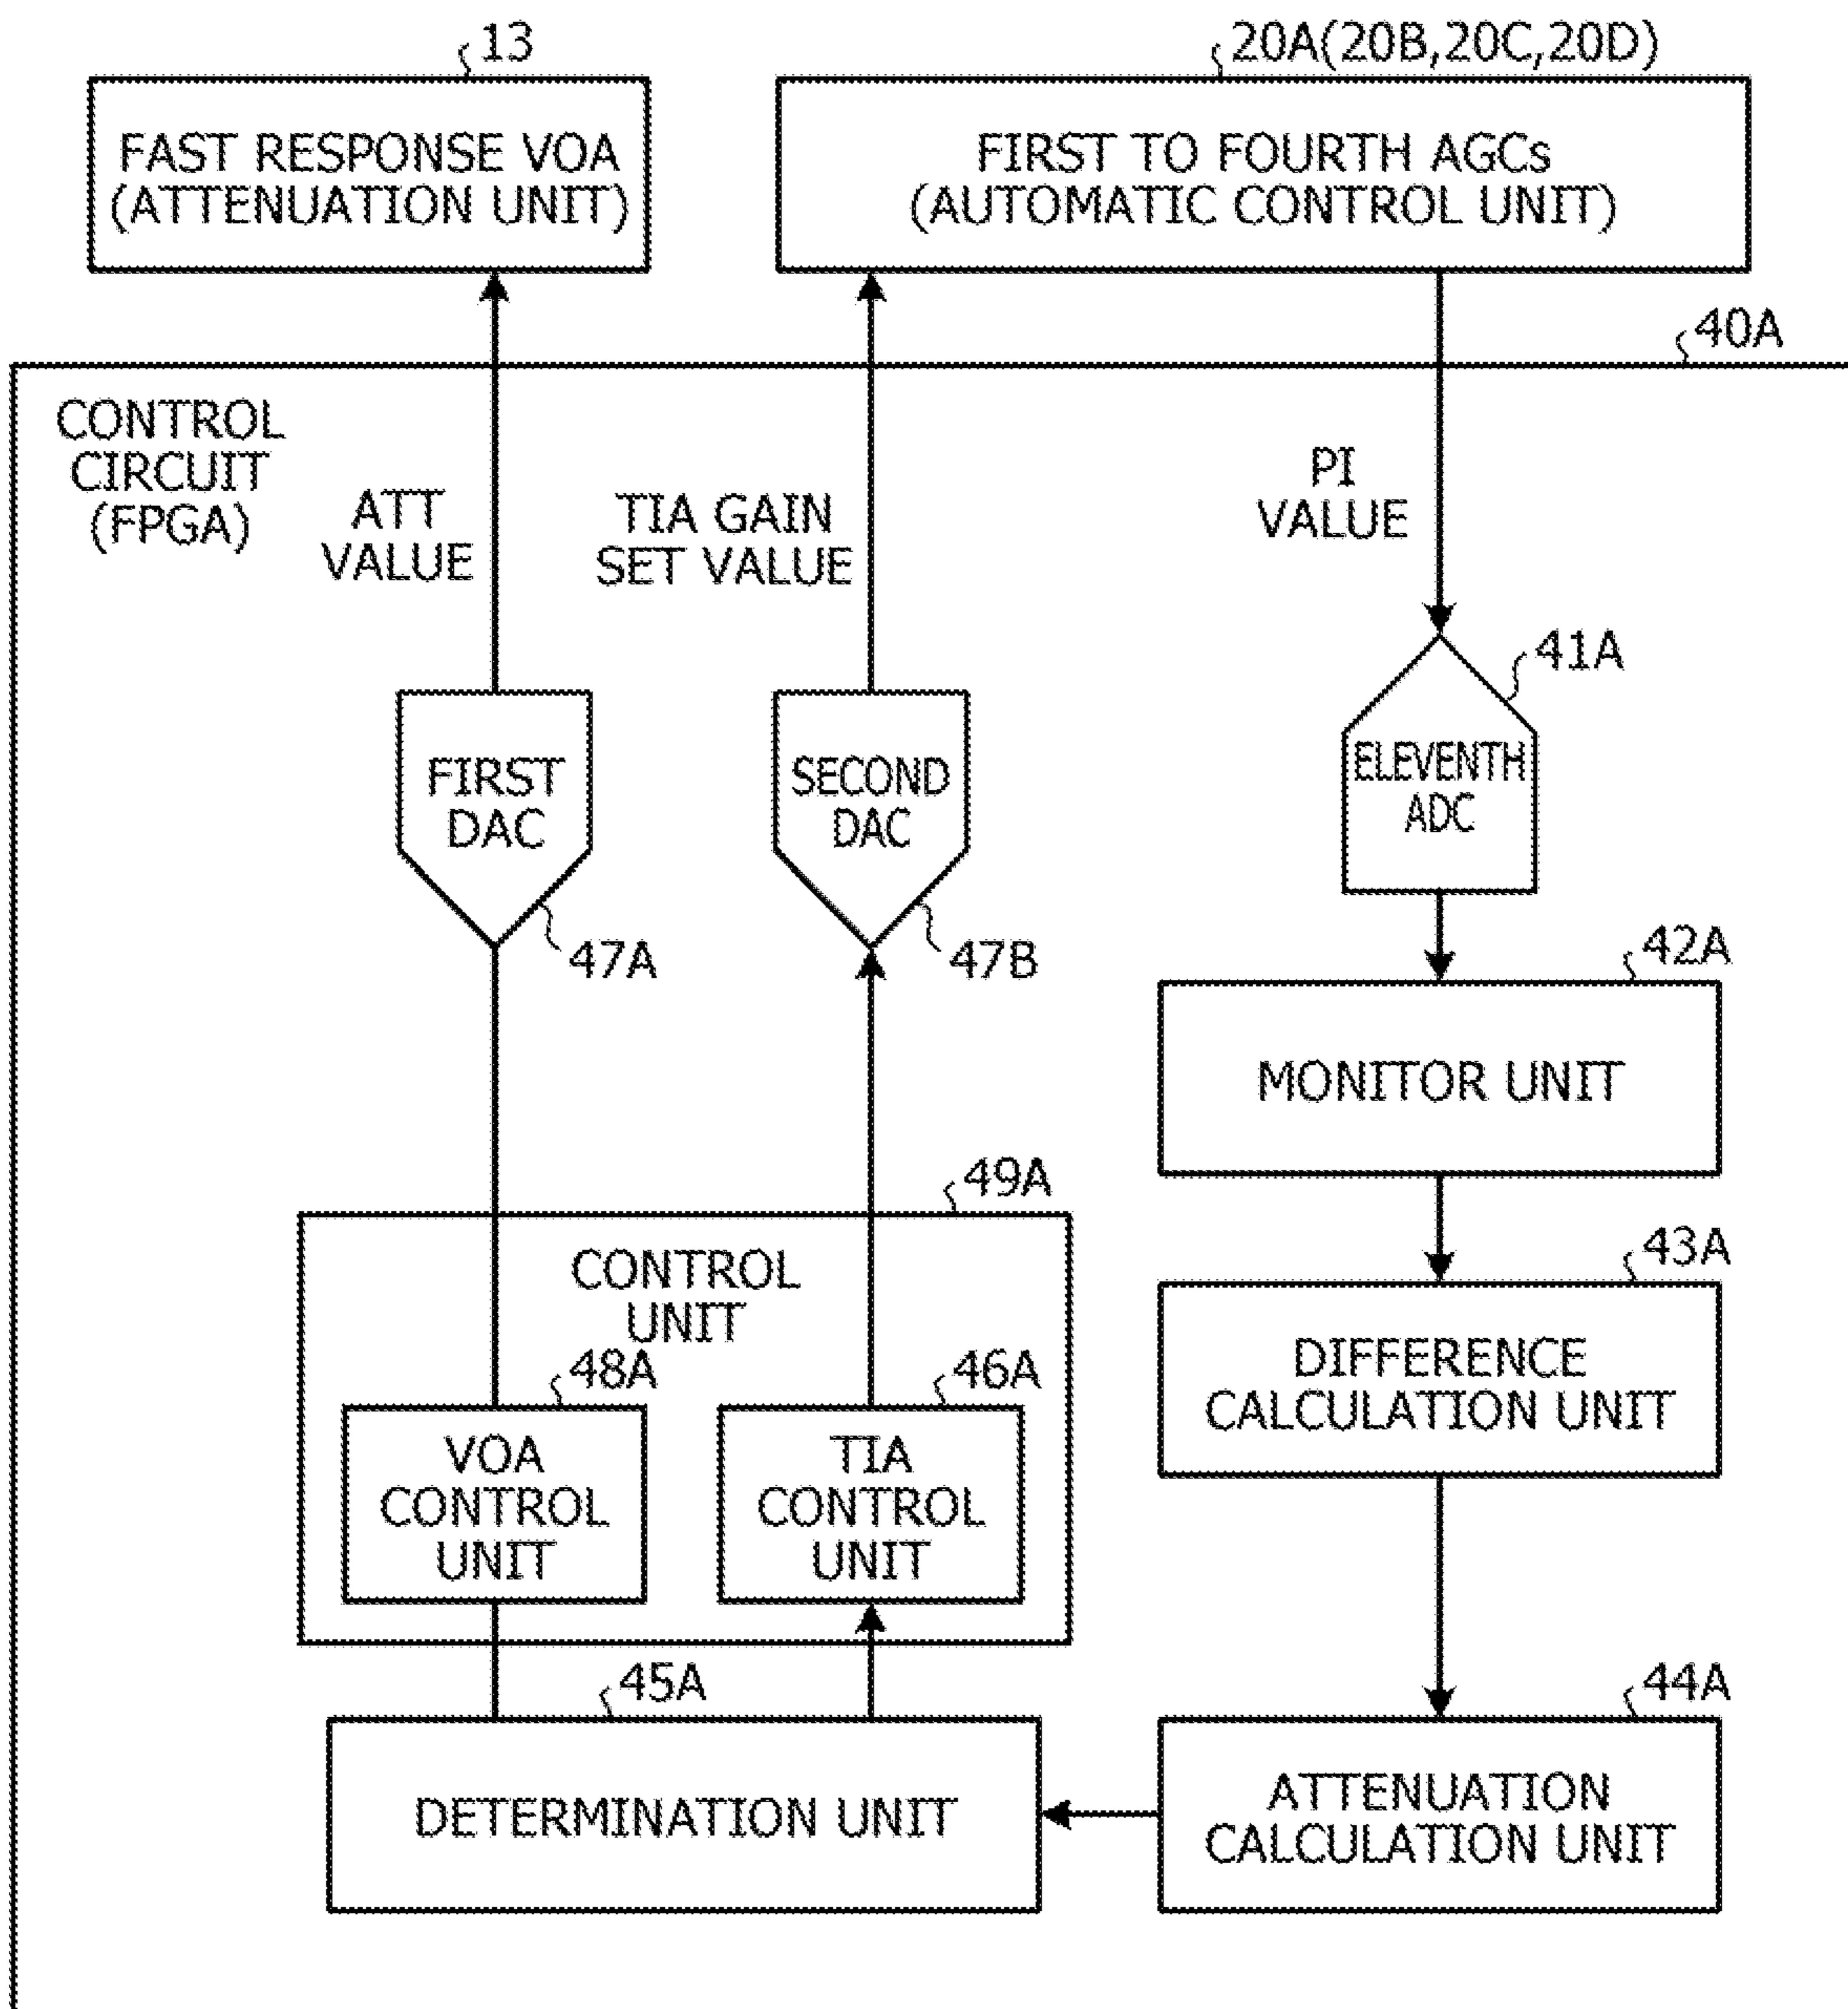 13
20A(20B,20C,20D)
FAST RESPONSE VOA
(ATTENUATION UNIT)
FIRST TO FOURTH AGCs
(AUTOMATIC CONTROL UNIT)
40A
CONTROL
CIRCUIT
(FPGA)
ATT
VALUE
TIA GAIN
SET VALUE
PI
VALUE
41A
FIRST
DAC
SECOND
DAC
ELEVENTH
ADC
47A
47B
42A
MONITOR UNIT
49A
CONTROL
UNIT
43A
DIFFERENCE
CALCULATION UNIT
48A
46A
VOA
CONTROL
UNIT
TIA
CONTROL
UNIT
45A
44A
DETERMINATION UNIT
ATTENUATION
CALCULATION UNIT